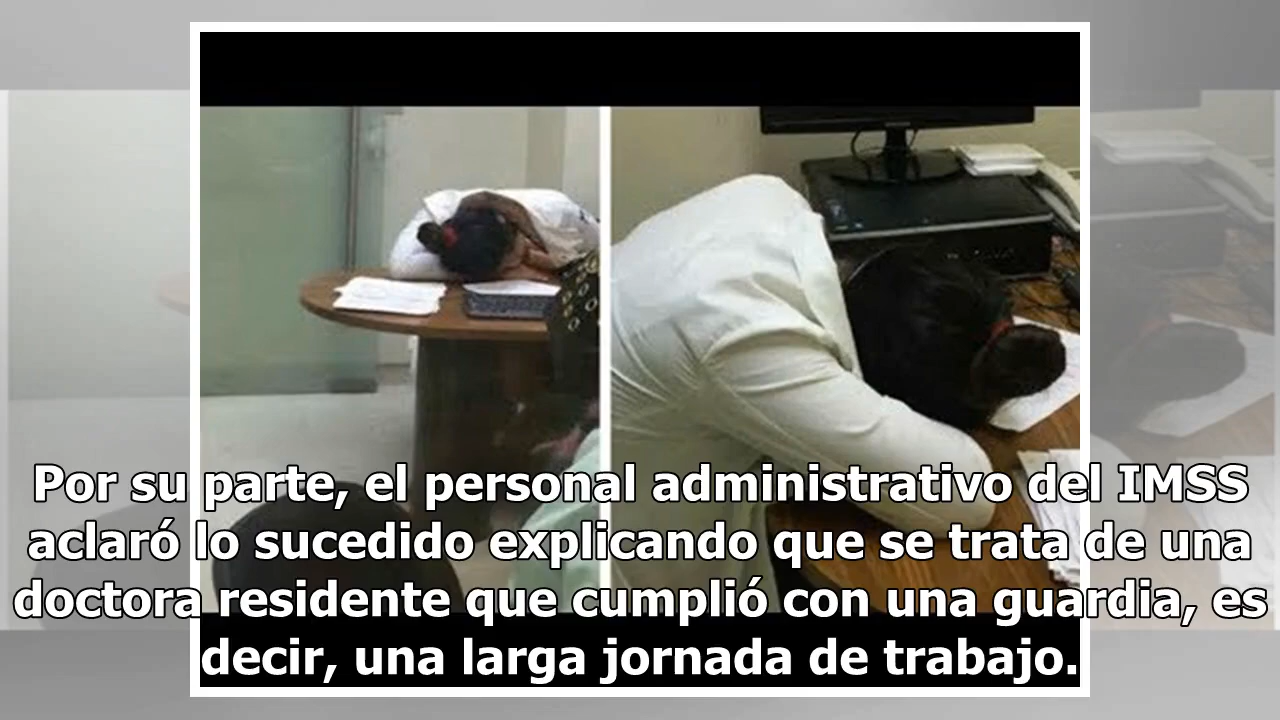 Por su parte, el personal administrativo del IMSS
aclaró lo sucedido explicando que se trata de una
doctora residente que cumplió con una guardia, es
decir, una larga jornada de trabajo.